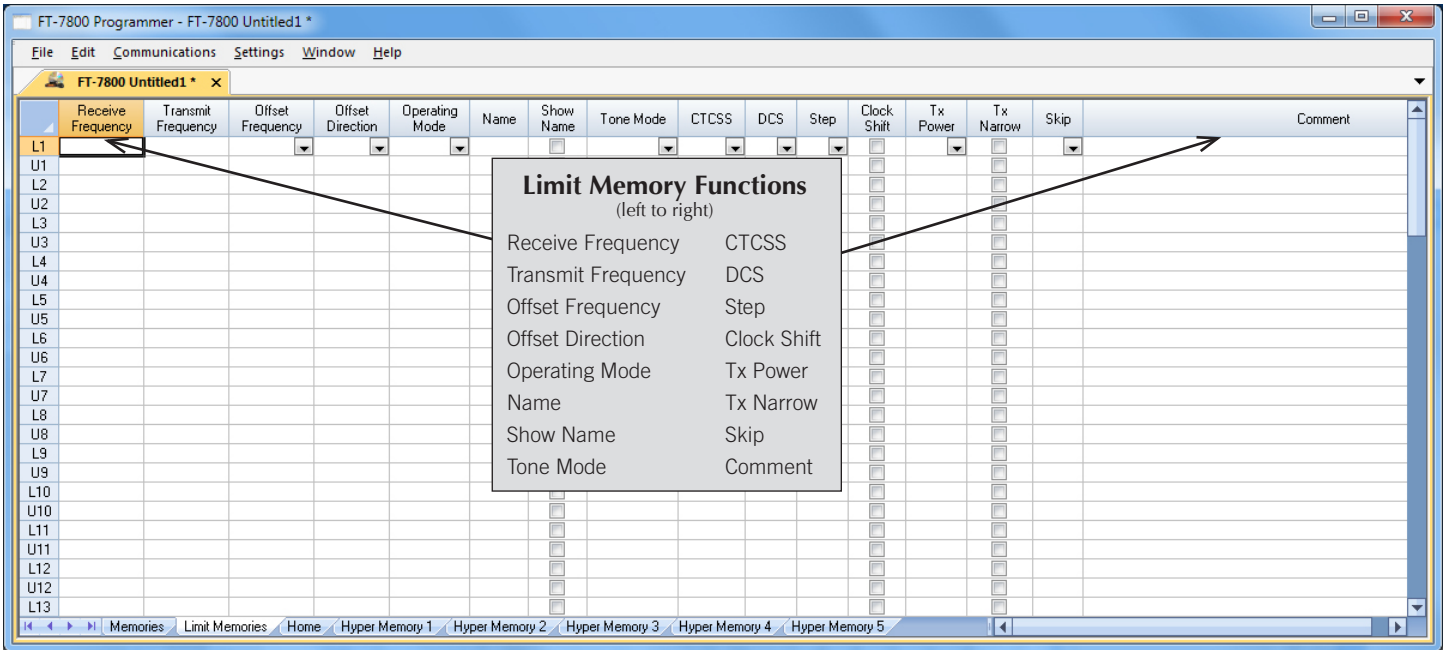 FT-7800 Programmer - FT-7800 Untitled1 *
File Edit Communications Settings Window Help
FT-7800 Untitled1 * X
Receive Frequency Transmit Frequency Offset Frequency Offset Direction Operating Mode Name Show Name Tone Mode CTCSS DCS Step Clock Shift Tx Power Tx Narrow Skip Comment
L1
U1
L2
U2
L3
U3
L4
U4
L5
U5
L6
U6
L7
U7
L8
U8
L9
U9
L10
U10
L11
U11
L12
U12
L13
Limit Memory Functions
(left to right)
Receive Frequency CTCSS
Transmit Frequency DCS
Offset Frequency Step
Offset Direction Clock Shift
Operating Mode Tx Power
Name Tx Narrow
Show Name Skip
Tone Mode Comment
Memories Limit Memories Home Hyper Memory 1 Hyper Memory 2 Hyper Memory 3 Hyper Memory 4 Hyper Memory 5